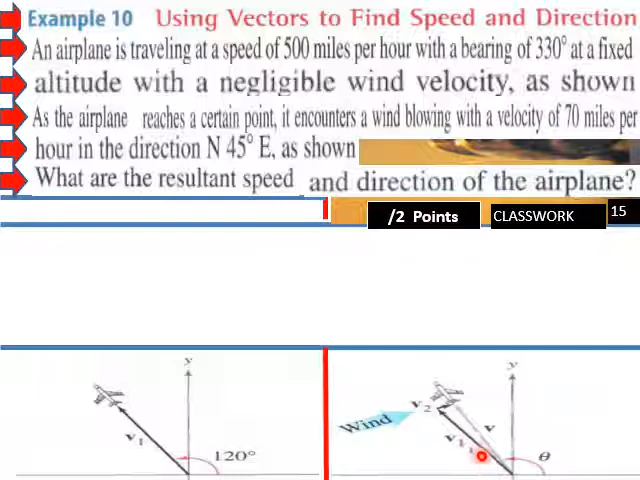 Example 10 Using Vectors to Find Speed and Direction
An airplane is traveling at a speed of 500 miles per hour with a bearing of 330° at a fixed
altitude with a negligible wind velocity, as shown
As the airplane reaches a certain point, it encounters a wind blowing with a velocity of 70 miles per
hour in the direction N 45° E, as shown
What are the resultant speed and direction of the airplane?
/2 Points CLASSWORK 15
y
v₁
120°
y
Wind
v₂
v
v₁
θ